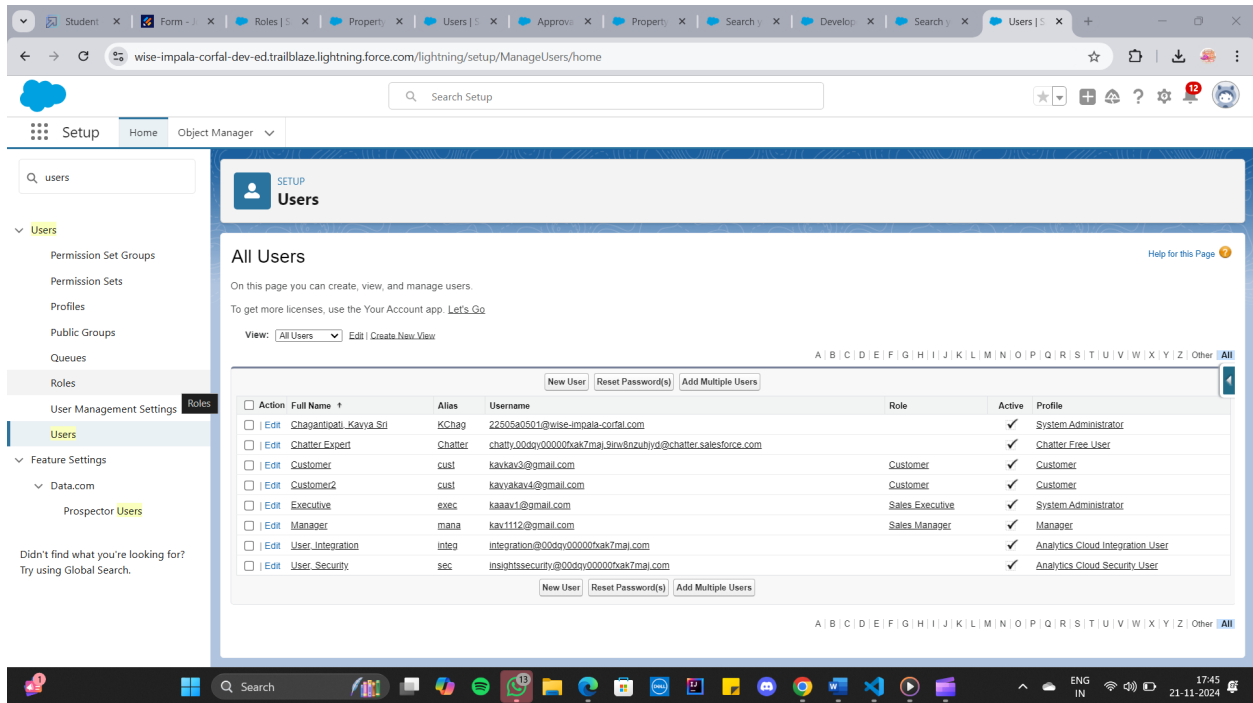 Student
Form - J
Roles | S
Property
Users | S
Approva
Property
Search y
Develop
Search y
Users | S
wise-impala-corfal-dev-ed.trailblaze.lightning.force.com/lightning/setup/ManageUsers/home
Search Setup
12
Setup Home Object Manager
users
SETUP
Users
Users
Permission Set Groups
Permission Sets
Profiles
Public Groups
Queues
Roles
User Management Settings
Roles
Users
Feature Settings
Data.com
Prospector Users
Didn't find what you're looking for?
Try using Global Search.
All Users
Help for this Page
On this page you can create, view, and manage users.
To get more licenses, use the Your Account app. Let's Go
View: All Users Edit | Create New View
A | B | C | D | E | F | G | H | I | J | K | L | M | N | O | P | Q | R | S | T | U | V | W | X | Y | Z | Other All
New User Reset Password(s) Add Multiple Users
Action Full Name ↑ Alias Username Role Active Profile
| Edit Chagantipati, Kavya Sri KChag 22505a0501@wise-impala-corfal.com ✓ System Administrator
| Edit Chatter Expert Chatter chatty.00dqy00000fxak7maj.9irw8nzuhjyd@chatter.salesforce.com ✓ Chatter Free User
| Edit Customer cust kavkav3@gmail.com Customer ✓ Customer
| Edit Customer2 cust kavyakav4@gmail.com Customer ✓ Customer
| Edit Executive exec kaaav1@gmail.com Sales Executive ✓ System Administrator
| Edit Manager mana kav1112@gmail.com Sales Manager ✓ Manager
| Edit User, Integration integ integration@00dqy00000fxak7maj.com ✓ Analytics Cloud Integration User
| Edit User, Security sec insightssecurity@00dqy00000fxak7maj.com ✓ Analytics Cloud Security User
New User Reset Password(s) Add Multiple Users
A | B | C | D | E | F | G | H | I | J | K | L | M | N | O | P | Q | R | S | T | U | V | W | X | Y | Z | Other All
1
Search
13
DELL
ENG
IN
17:45
21-11-2024